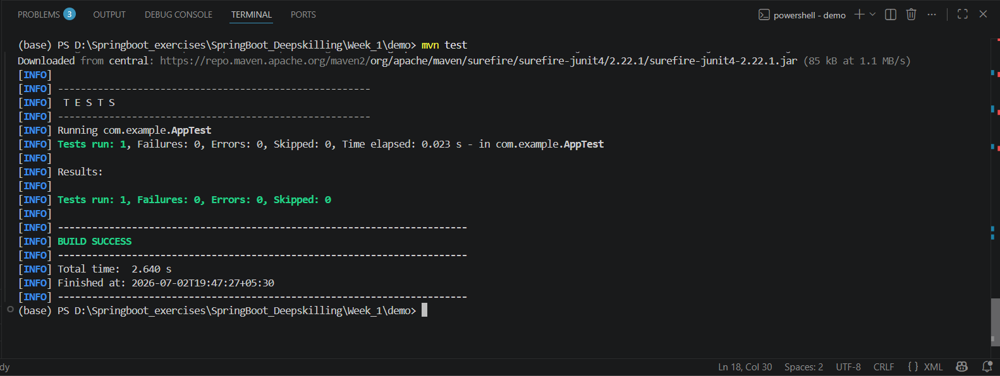 PROBLEMS 3 OUTPUT DEBUG CONSOLE TERMINAL PORTS powershell - demo
(base) PS D:\Springboot_exercises\SpringBoot_Deepskilling\Week_1\demo> mvn test
Downloaded from central: https://repo.maven.apache.org/maven2/org/apache/maven/surefire/surefire-junit4/2.22.1/surefire-junit4-2.22.1.jar (85 kB at 1.1 MB/s)
[INFO]
[INFO] -------------------------------------------------------
[INFO]  T E S T S
[INFO] -------------------------------------------------------
[INFO] Running com.example.AppTest
[INFO] Tests run: 1, Failures: 0, Errors: 0, Skipped: 0, Time elapsed: 0.023 s - in com.example.AppTest
[INFO]
[INFO] Results:
[INFO]
[INFO] Tests run: 1, Failures: 0, Errors: 0, Skipped: 0
[INFO]
[INFO] ------------------------------------------------------------------------
[INFO] BUILD SUCCESS
[INFO] ------------------------------------------------------------------------
[INFO] Total time:  2.640 s
[INFO] Finished at: 2026-07-02T19:47:27+05:30
[INFO] ------------------------------------------------------------------------
(base) PS D:\Springboot_exercises\SpringBoot_Deepskilling\Week_1\demo>
dy Ln 18, Col 30 Spaces: 2 UTF-8 CRLF { } XML